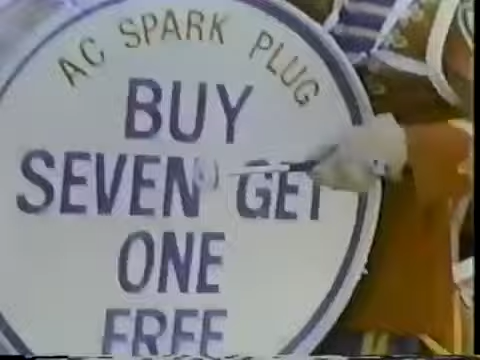 AC SPARK PLUG
BUY
SEVEN GET
ONE
FREE